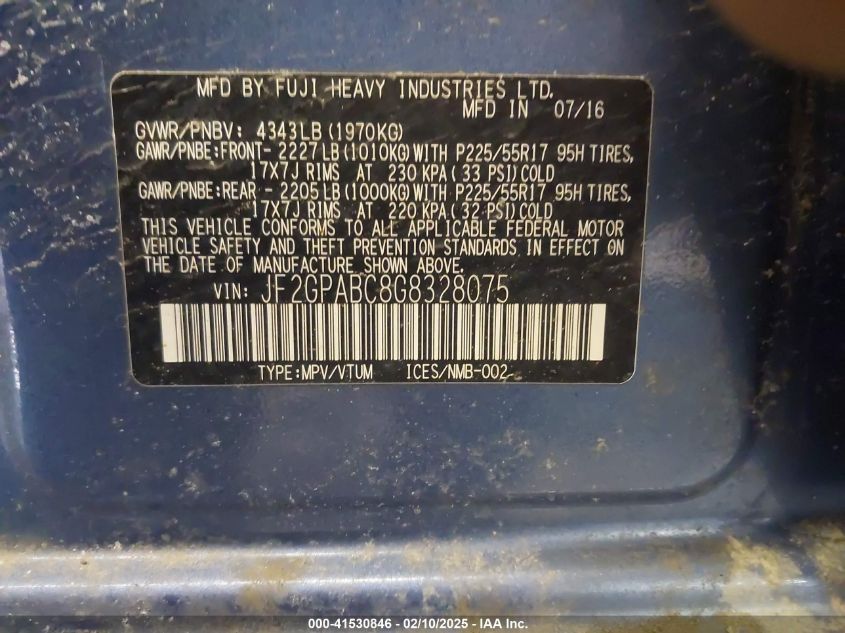 MFD BY FUJI HEAVY INDUSTRIES LTD.
MFD IN 07/16
GVWR/PNBV: 4343LB (1970KG)
GAWR/PNBE:FRONT- 2227 LB (1010KG) WITH P225/55R17 95H TIRES,
17X7J RIMS AT 230 KPA ( 33 PSI) COLD
GAWR/PNBE:REAR - 2205 LB (1000KG) WITH P225/55R17 95H TIRES,
17X7J RIMS AT 220 KPA ( 32 PSI) COLD
THIS VEHICLE CONFORMS TO ALL APPLICABLE FEDERAL MOTOR
VEHICLE SAFETY AND THEFT PREVENTION STANDARDS IN EFFECT ON
THE DATE OF MANUFACTURE SHOWN ABOVE.
VIN: JF2GPABC8G8328075
TYPE:MPV/VTUM ICES/NMB-002
000-41530846 — 02/10/2025 — IAA Inc.